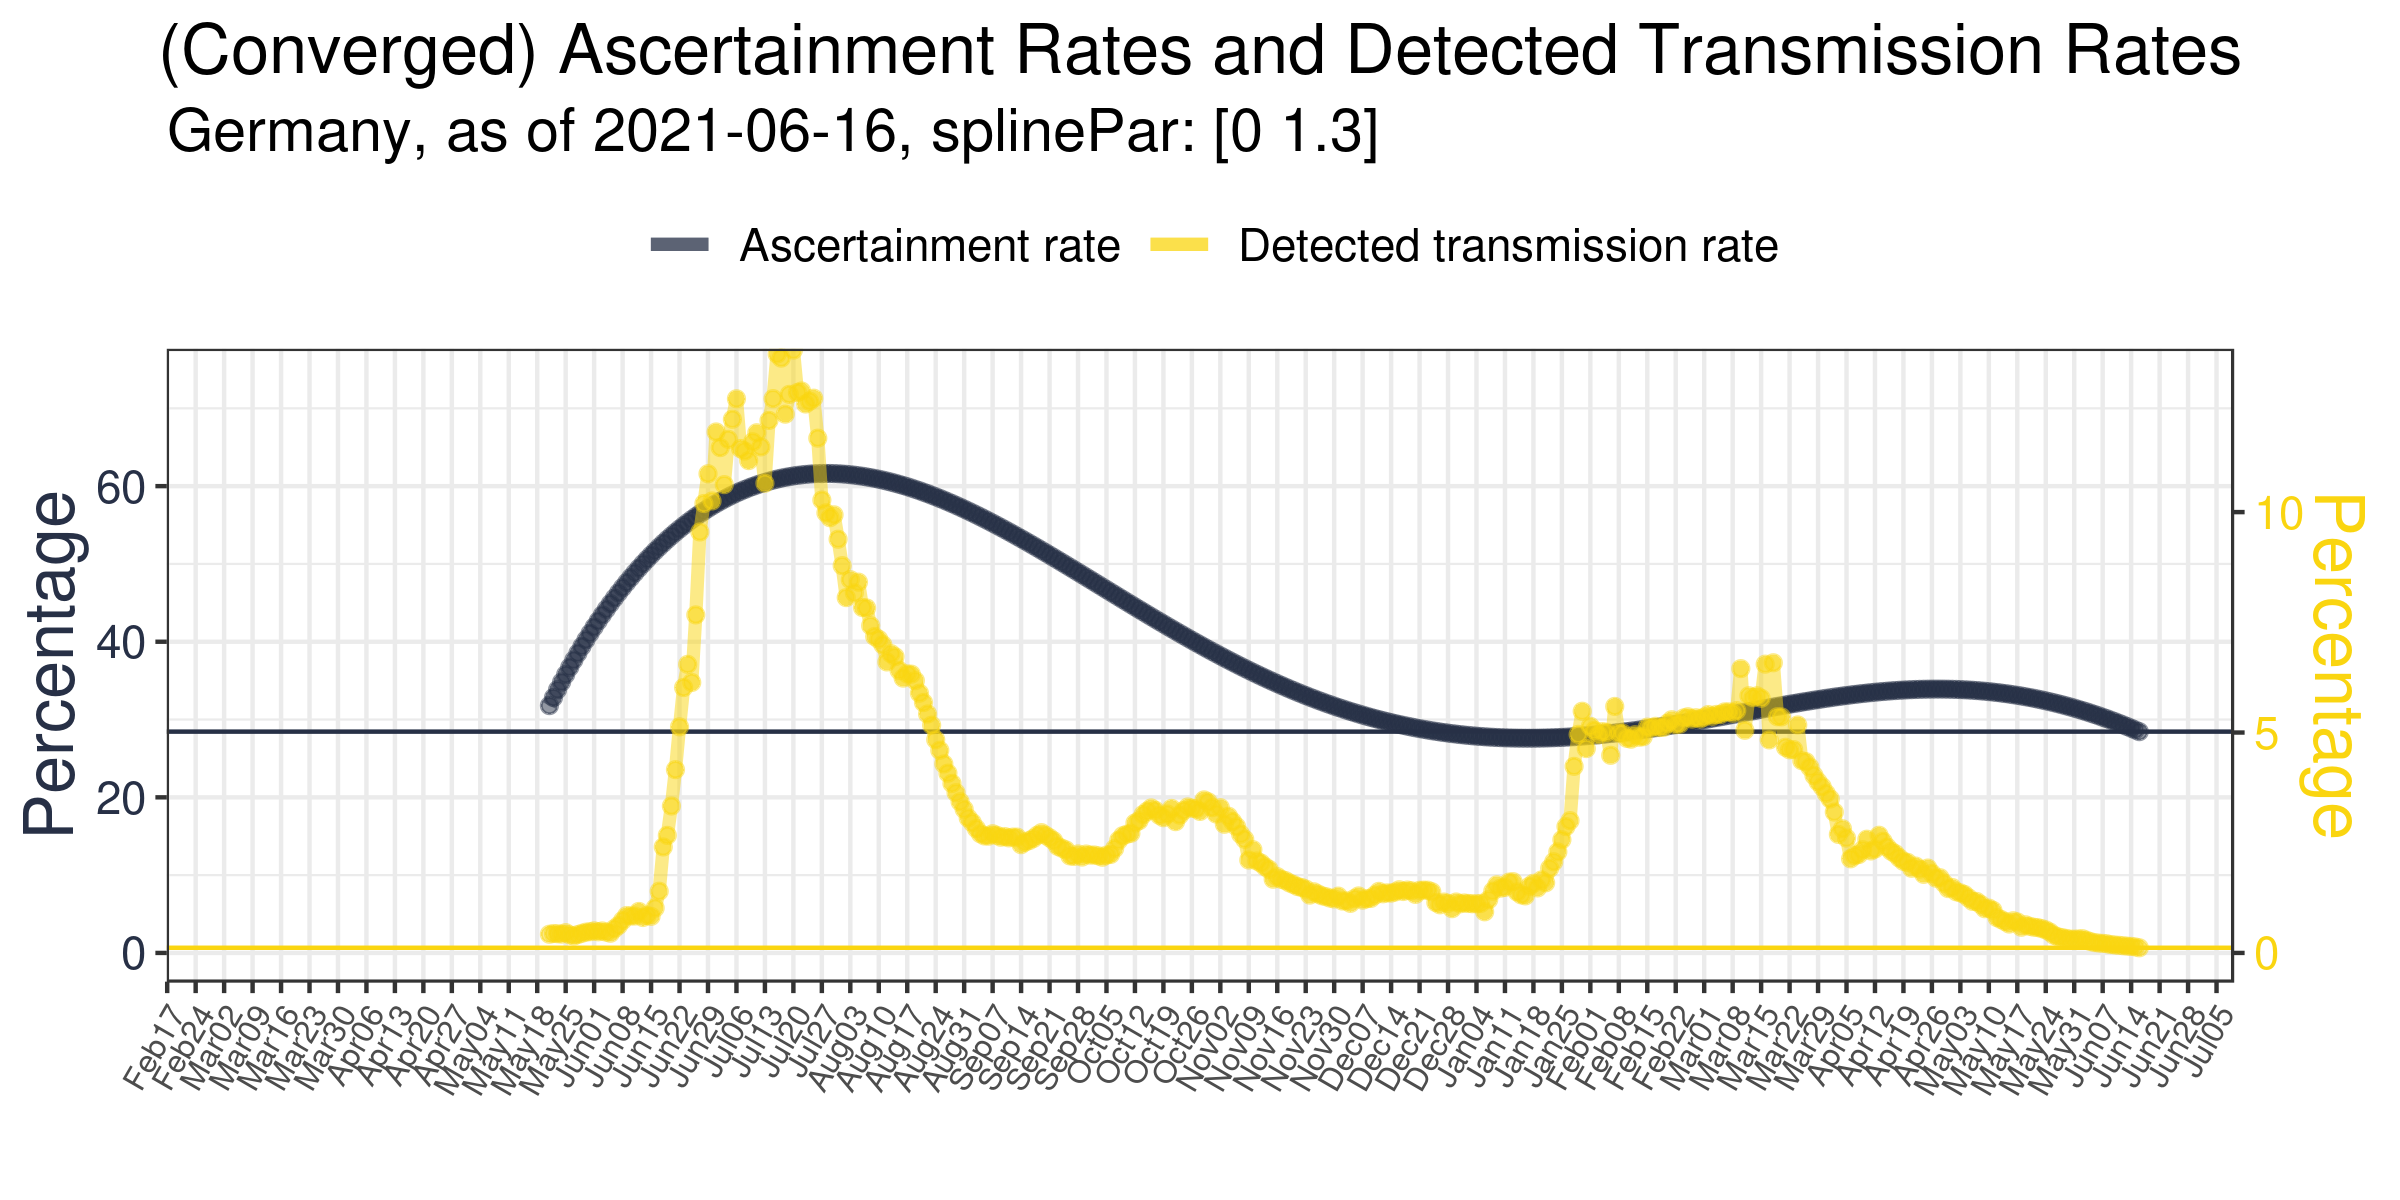 (Converged) Ascertainment Rates and Detected Transmission Rates
Germany, as of 2021-06-16, splinePar: [0 1.3]
Ascertainment rate
Detected transmission rate
Percentage
60
40
20
0
10
5
0
Percentage
Feb17
Feb24
Mar02
Mar09
Mar16
Mar23
Mar30
Apr06
Apr13
Apr20
Apr27
May04
May11
May18
May25
Jun01
Jun08
Jun15
Jun22
Jun29
Jul06
Jul13
Jul20
Jul27
Aug03
Aug10
Aug17
Aug24
Aug31
Sep07
Sep14
Sep21
Sep28
Oct05
Oct12
Oct19
Oct26
Nov02
Nov09
Nov16
Nov23
Nov30
Dec07
Dec14
Dec21
Dec28
Jan04
Jan11
Jan18
Jan25
Feb01
Feb08
Feb15
Feb22
Mar01
Mar08
Mar15
Mar22
Mar29
Apr05
Apr12
Apr19
Apr26
May03
May10
May17
May24
May31
Jun07
Jun14
Jun21
Jun28
Jul05